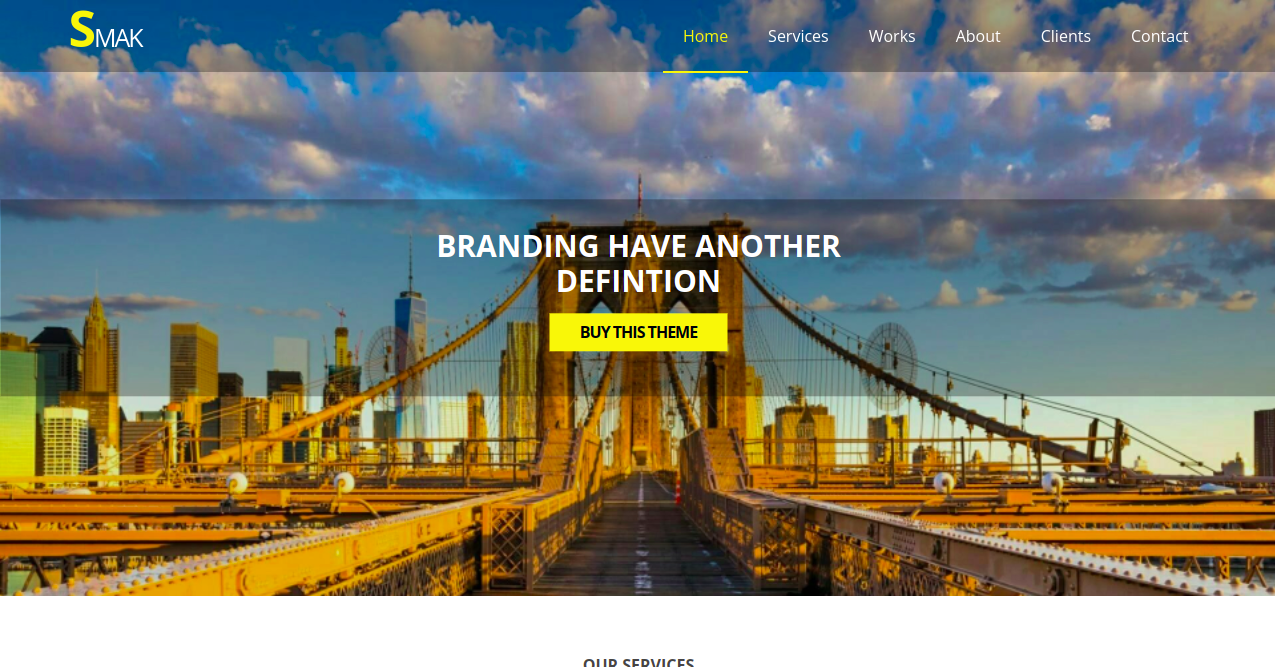 SMAK
Home Services Works About Clients Contact
BRANDING HAVE ANOTHER
DEFINTION
BUY THIS THEME
OUR SERVICES